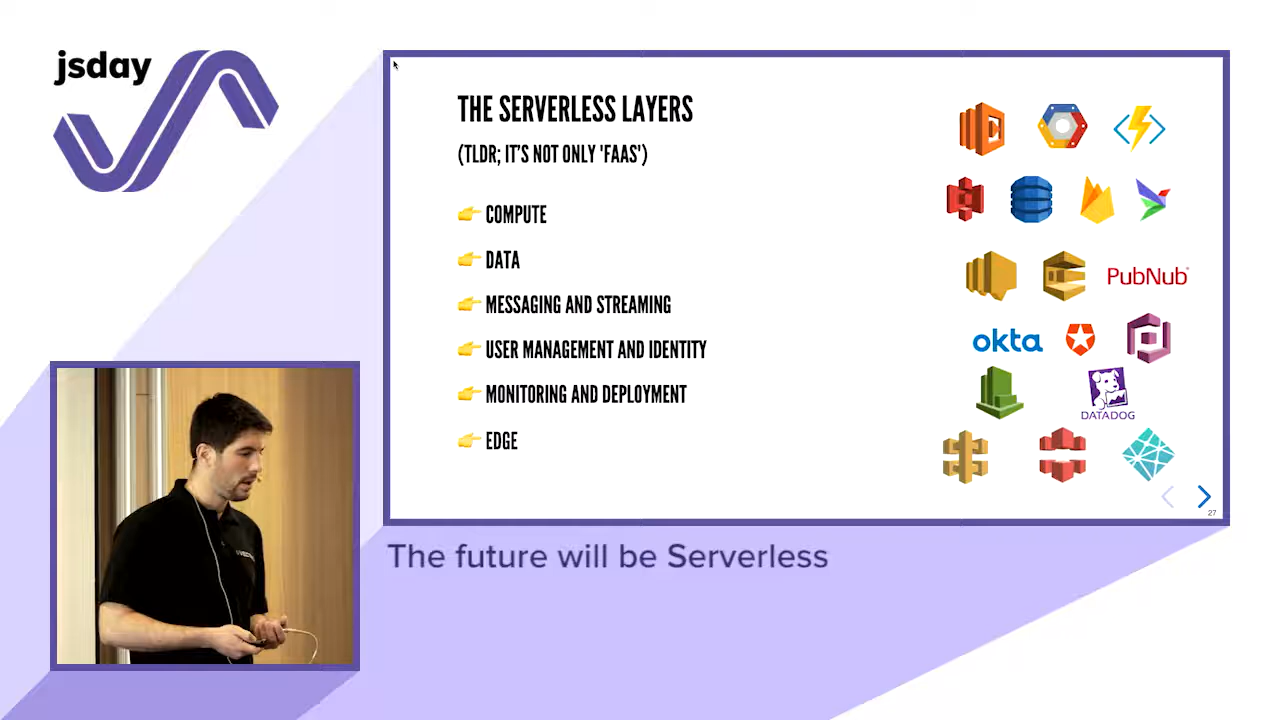 jsday
THE SERVERLESS LAYERS
(TLDR; IT'S NOT ONLY 'FAAS')
👉 COMPUTE
👉 DATA
👉 MESSAGING AND STREAMING
👉 USER MANAGEMENT AND IDENTITY
👉 MONITORING AND DEPLOYMENT
👉 EDGE
PubNub
okta
DATADOG
27
The future will be Serverless